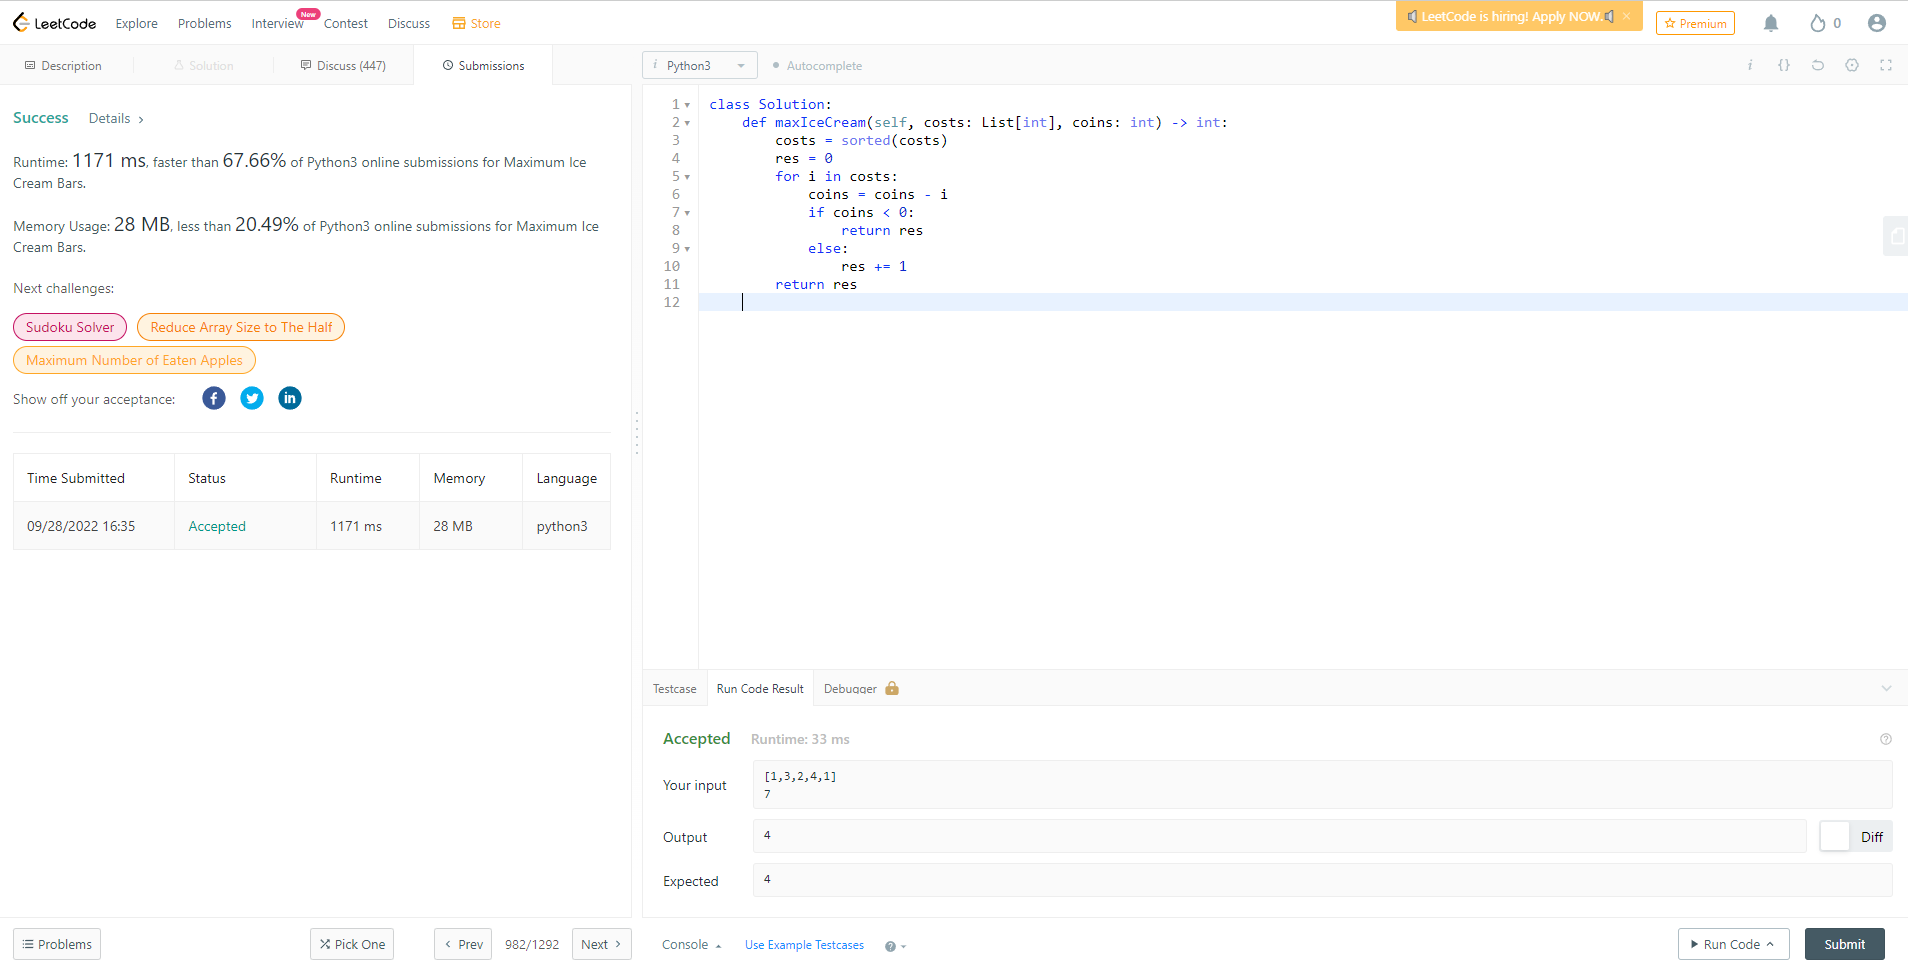 LeetCode Explore Problems Interview New Contest Discuss Store LeetCode is hiring! Apply NOW. × Premium 0
Description Solution Discuss (447) Submissions
i Python3 Autocomplete i {}
Success Details >
Runtime: 1171 ms, faster than 67.66% of Python3 online submissions for Maximum Ice
Cream Bars.
Memory Usage: 28 MB, less than 20.49% of Python3 online submissions for Maximum Ice
Cream Bars.
Next challenges:
Sudoku Solver Reduce Array Size to The Half
Maximum Number of Eaten Apples
Show off your acceptance: f in
Time Submitted Status Runtime Memory Language
09/28/2022 16:35 Accepted 1171 ms 28 MB python3
1 class Solution:
2 def maxIceCream(self, costs: List[int], coins: int) -> int:
3 costs = sorted(costs)
4 res = 0
5 for i in costs:
6 coins = coins - i
7 if coins < 0:
8 return res
9 else:
10 res += 1
11 return res
12
Testcase Run Code Result Debugger
Accepted Runtime: 33 ms ?
Your input [1,3,2,4,1]
7
Output 4 Diff
Expected 4
Problems Pick One < Prev 982/1292 Next >
Console Use Example Testcases ? Run Code Submit